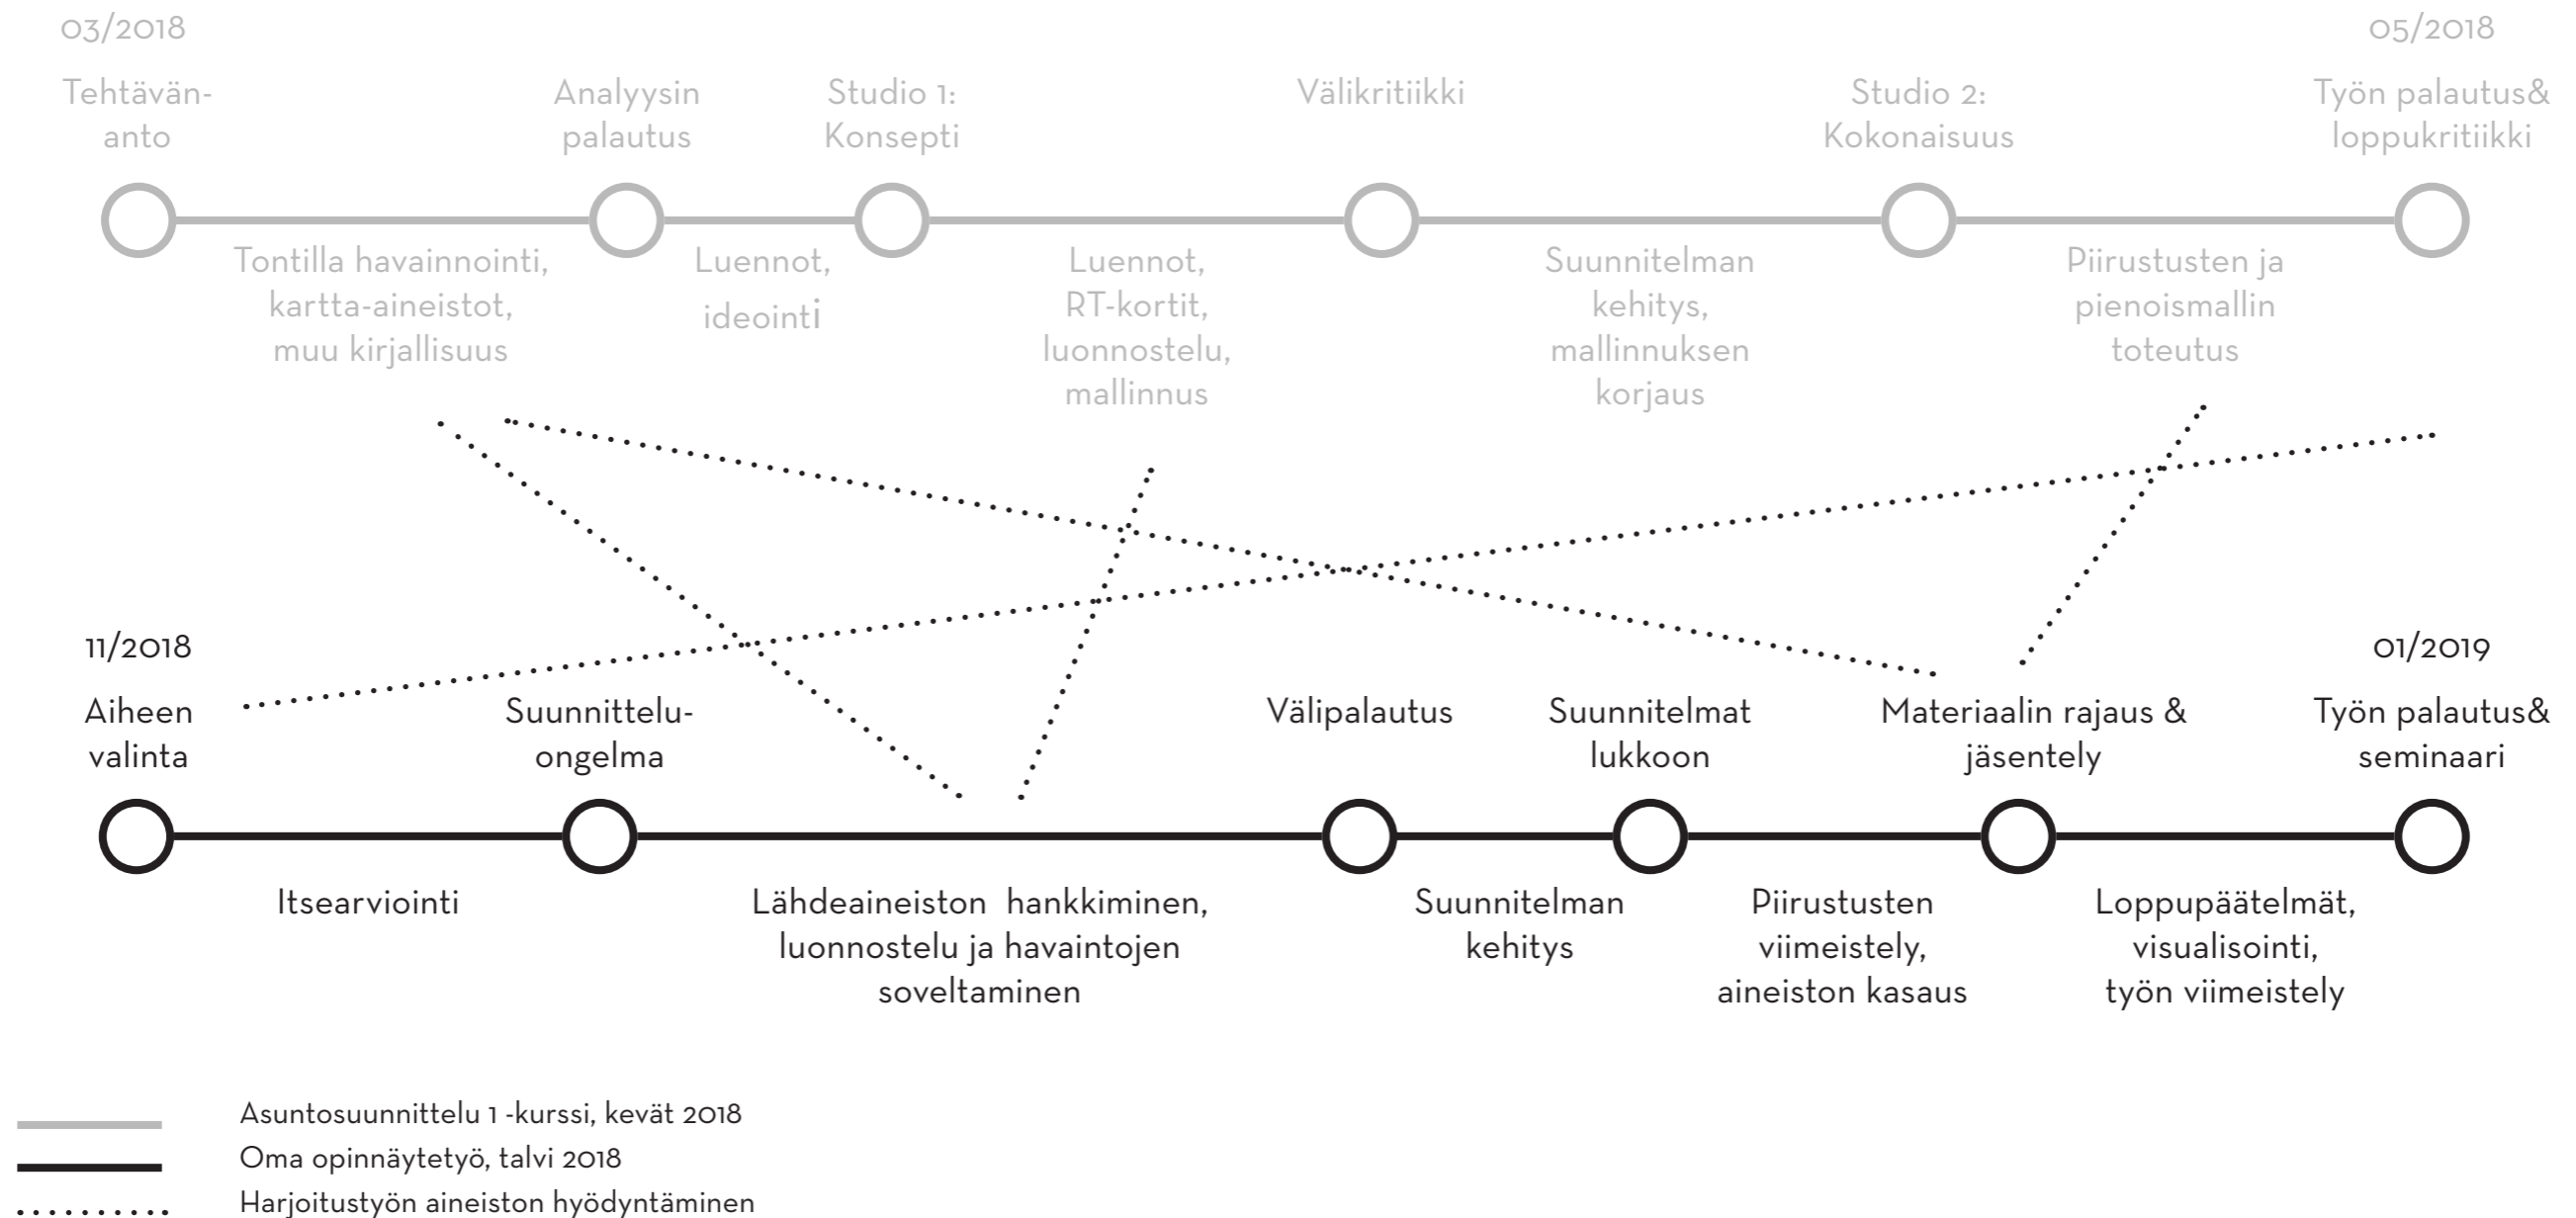 03/2018
05/2018
Tehtävän-
anto
Analyysin
palautus
Studio 1:
Konsepti
Välikritiikki
Studio 2:
Kokonaisuus
Työn palautus&
loppukritiikki
Tontilla havainnointi,
kartta-aineistot,
muu kirjallisuus
Luennot,
ideointi
Luennot,
RT-kortit,
luonnostelu,
mallinnus
Suunnitelman
kehitys,
mallinnuksen
korjaus
Piirustusten ja
pienoismallin
toteutus
11/2018
01/2019
Aiheen
valinta
Suunnittelu-
ongelma
Välipalautus
Suunnitelmat
lukkoon
Materiaalin rajaus &
jäsentely
Työn palautus&
seminaari
Itsearviointi
Lähdeaineiston hankkiminen,
luonnostelu ja havaintojen
soveltaminen
Suunnitelman
kehitys
Piirustusten
viimeistely,
aineiston kasaus
Loppupäätelmät,
visualisointi,
työn viimeistely
Asuntosuunnittelu 1 -kurssi, kevät 2018
Oma opinnäytetyö, talvi 2018
Harjoitustyön aineiston hyödyntäminen